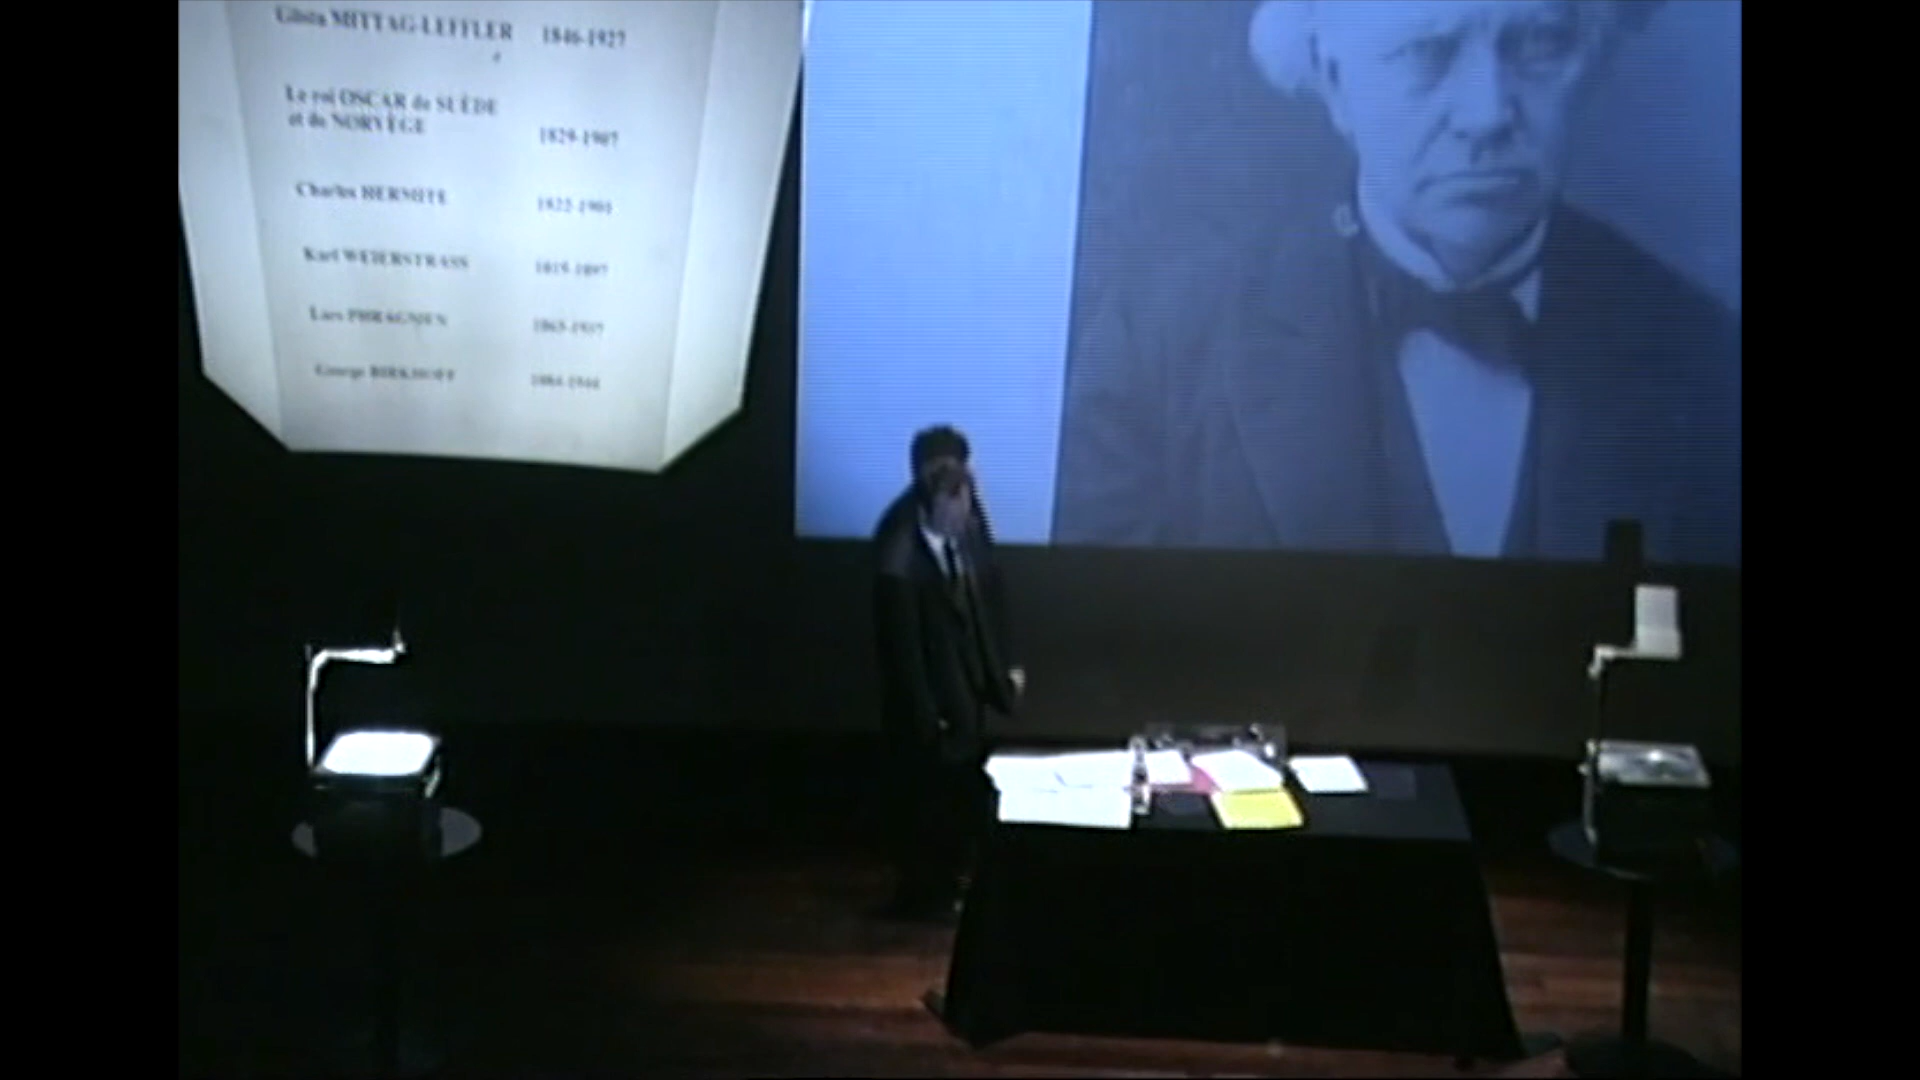 Gösta MITTAG-LEFFLER 1846-1927
Le roi OSCAR de SUÈDE
et de NORVÈGE 1829-1907
Charles HERMITE 1822-1901
Karl WEIERSTRASS 1815-1897
Lars PHRAGMEN 1863-1937
George BIRKHOFF 1884-1944